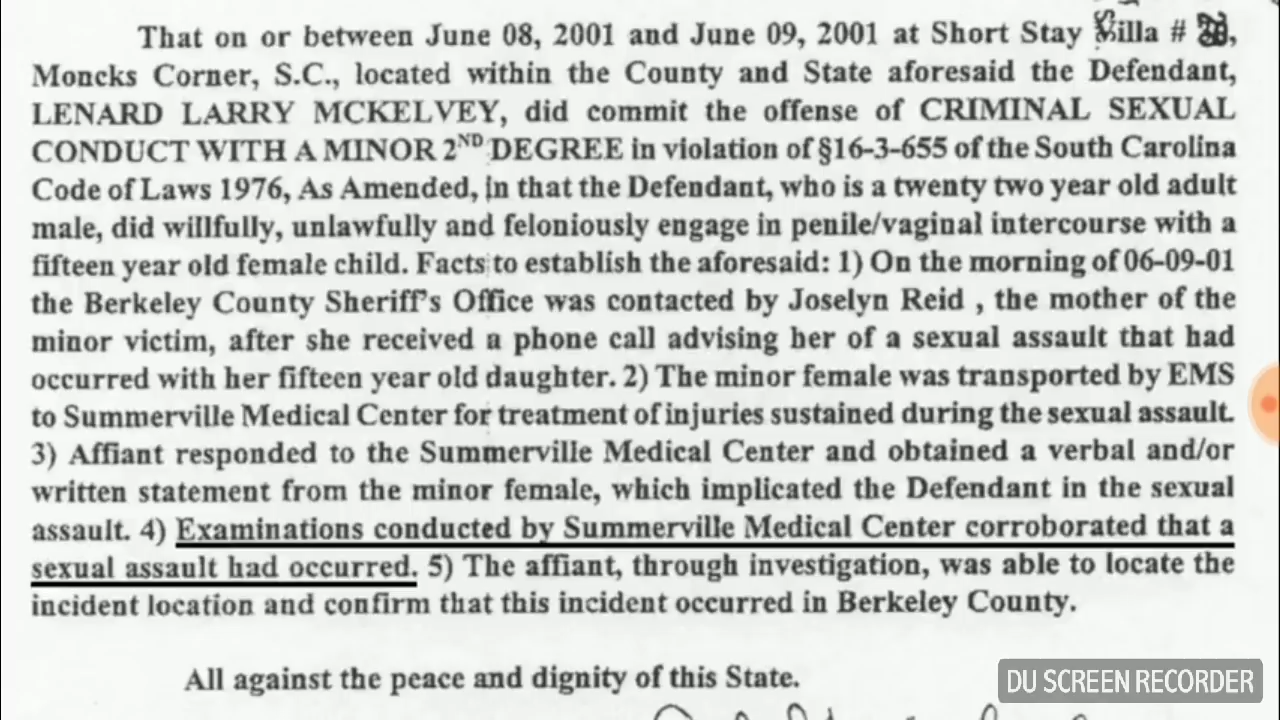 That on or between June 08, 2001 and June 09, 2001 at Short Stay Villa #
Moncks Corner, S.C., located within the County and State aforesaid the Defendant,
LENARD LARRY MCKELVEY, did commit the offense of CRIMINAL SEXUAL
CONDUCT WITH A MINOR 2ND DEGREE in violation of §16-3-655 of the South Carolina
Code of Laws 1976, As Amended, in that the Defendant, who is a twenty two year old adult
male, did willfully, unlawfully and feloniously engage in penile/vaginal intercourse with a
fifteen year old female child. Facts to establish the aforesaid: 1) On the morning of 06-09-01
the Berkeley County Sheriff's Office was contacted by Joselyn Reid , the mother of the
minor victim, after she received a phone call advising her of a sexual assault that had
occurred with her fifteen year old daughter. 2) The minor female was transported by EMS
to Summerville Medical Center for treatment of injuries sustained during the sexual assault.
3) Affiant responded to the Summerville Medical Center and obtained a verbal and/or
written statement from the minor female, which implicated the Defendant in the sexual
assault. 4) Examinations conducted by Summerville Medical Center corroborated that a
sexual assault had occurred. 5) The affiant, through investigation, was able to locate the
incident location and confirm that this incident occurred in Berkeley County.
All against the peace and dignity of this State.
DU SCREEN RECORDER